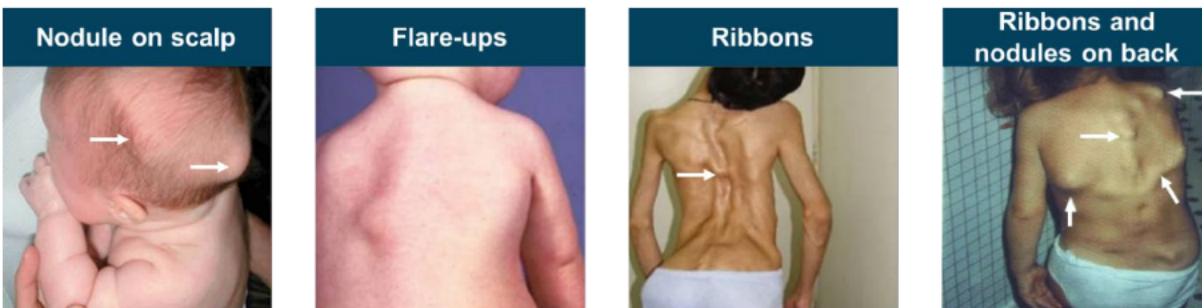 Nodule on scalp
Flare-ups
Ribbons
Ribbons and
nodules on back